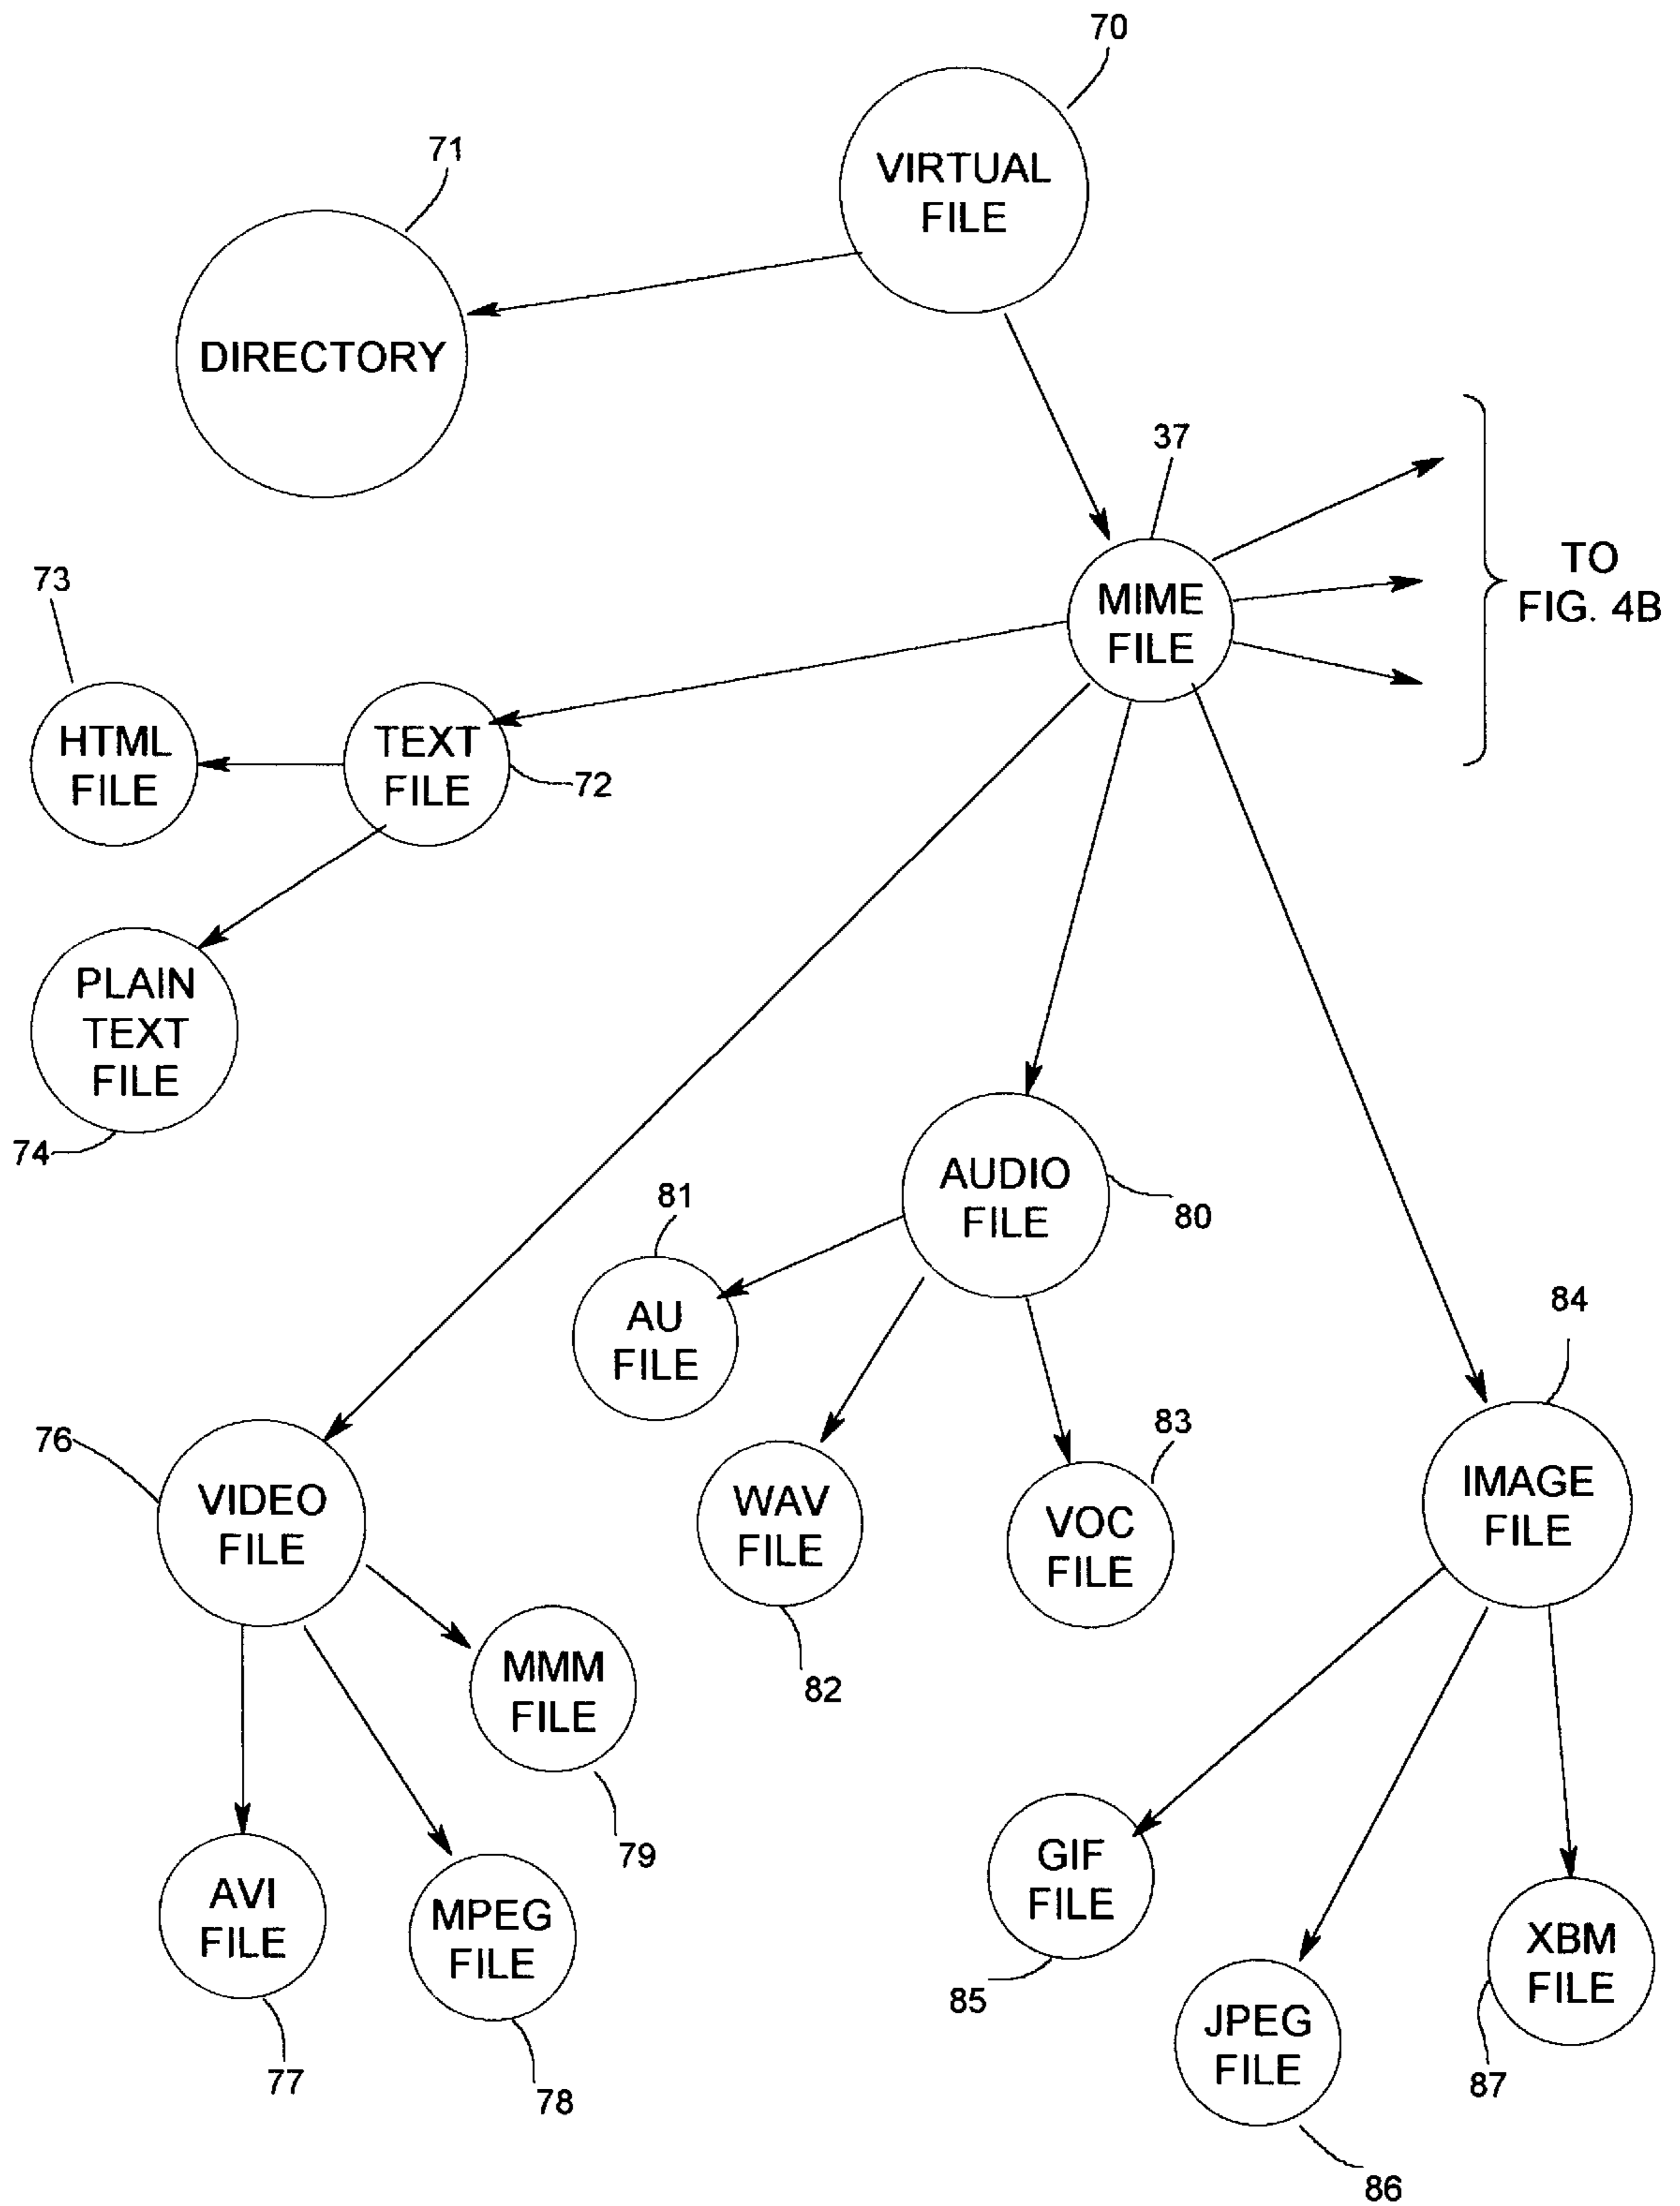 70
VIRTUAL
FILE
71
DIRECTORY
37
MIME
FILE
TO
FIG. 4B
73
HTML
FILE
TEXT
FILE
72
PLAIN
TEXT
FILE
74
AUDIO
FILE
80
81
AU
FILE
84
76
VIDEO
FILE
WAV
FILE
82
83
VOC
FILE
IMAGE
FILE
MMM
FILE
79
AVI
FILE
77
MPEG
FILE
78
GIF
FILE
85
JPEG
FILE
86
XBM
FILE
87